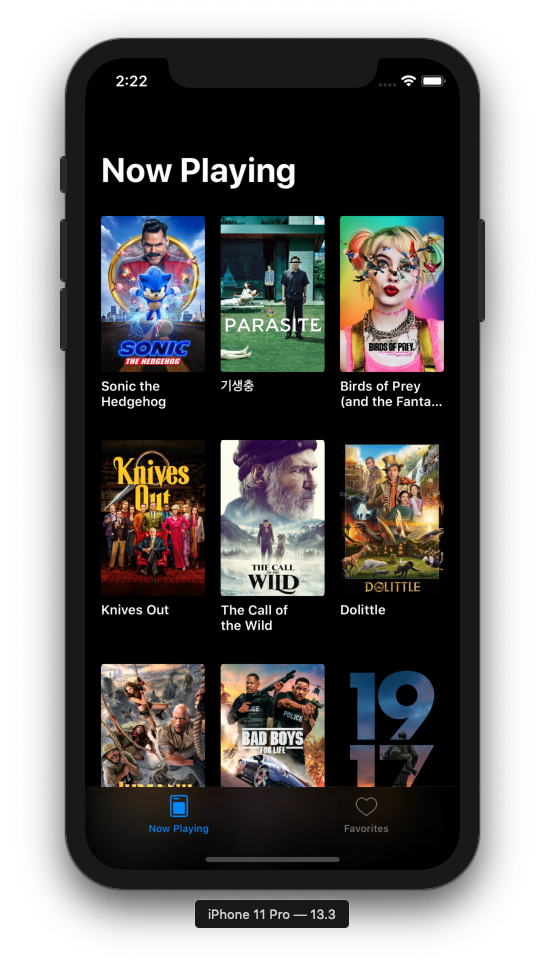 2:22
Now Playing
SONIC
THE HEDGEHOG
PARASITE
BIRDS OF PREY
Sonic the
Hedgehog
기생충
Birds of Prey
(and the Fanta...
Knives
Out
THE CALL
OF THE
WILD
DOLITTLE
Knives Out
The Call of
the Wild
Dolittle
POLICE
POLICE
BAD BOYS
FOR LIFE
19
17
Now Playing
Favorites
iPhone 11 Pro — 13.3